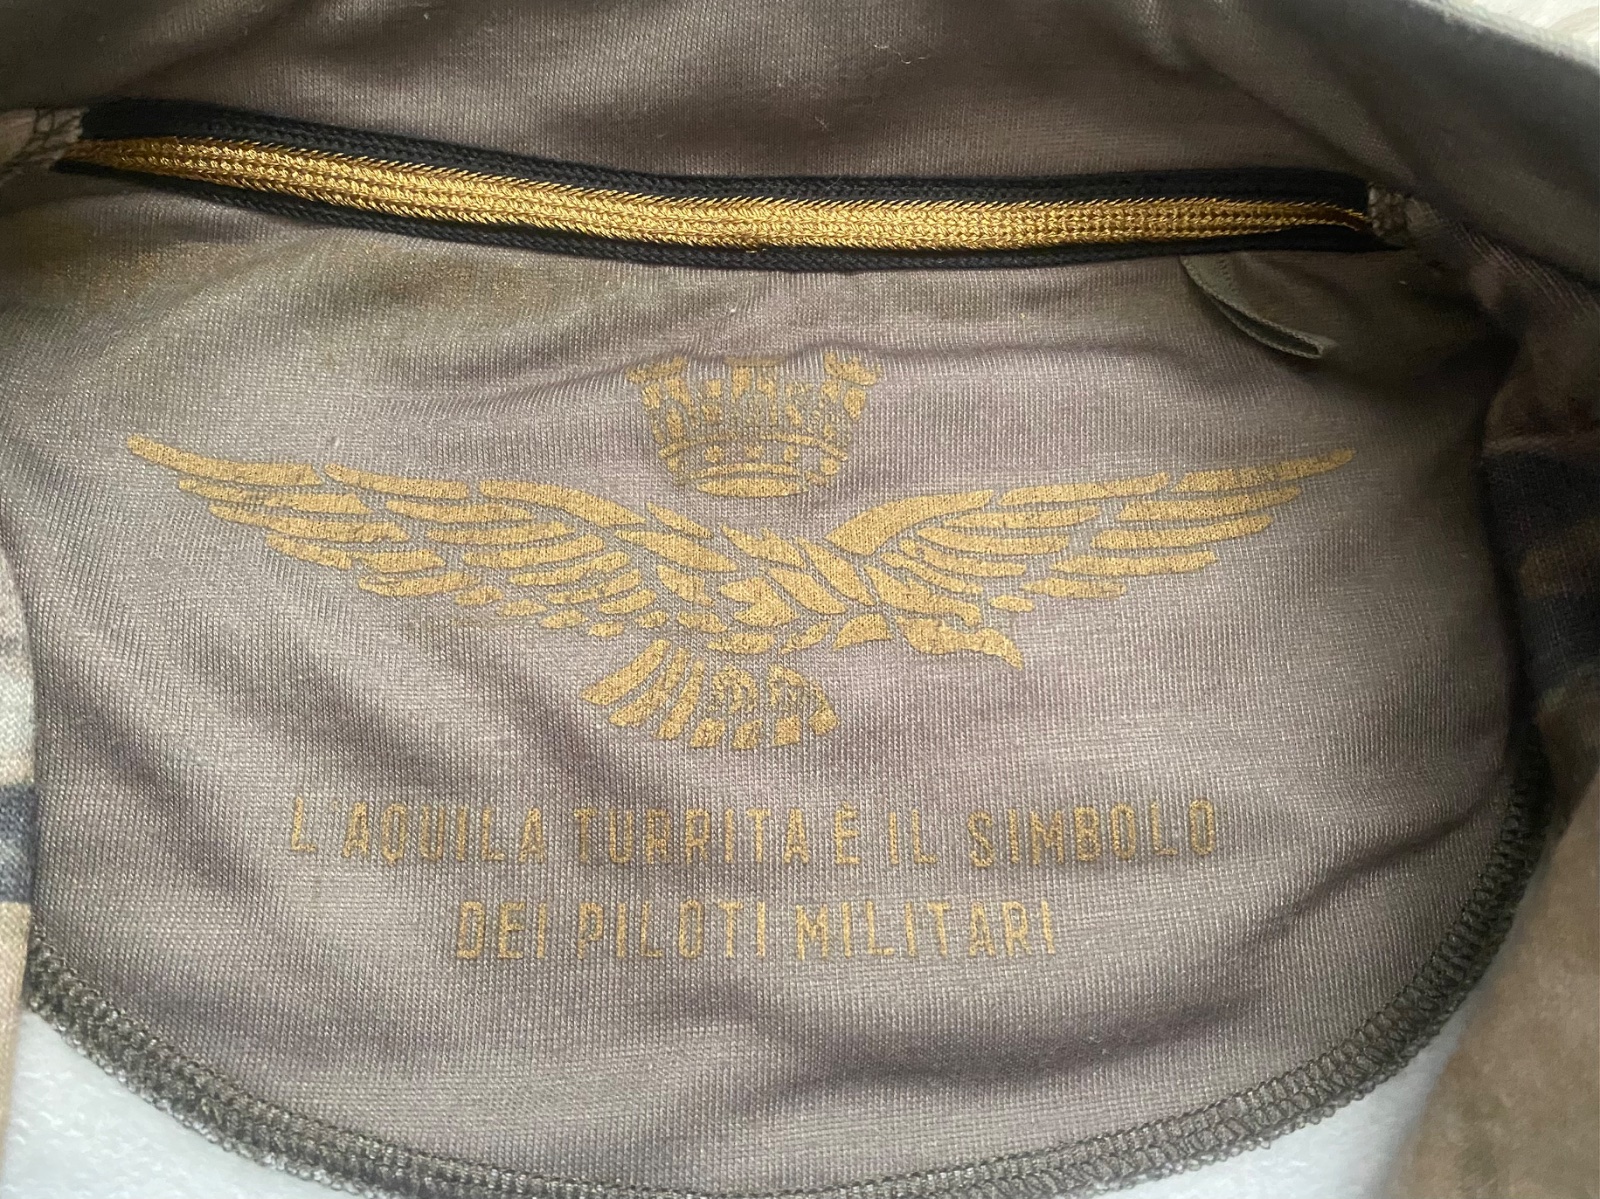 L'AQUILA TURRITA È IL SIMBOLO
DEI PILOTI MILITARI